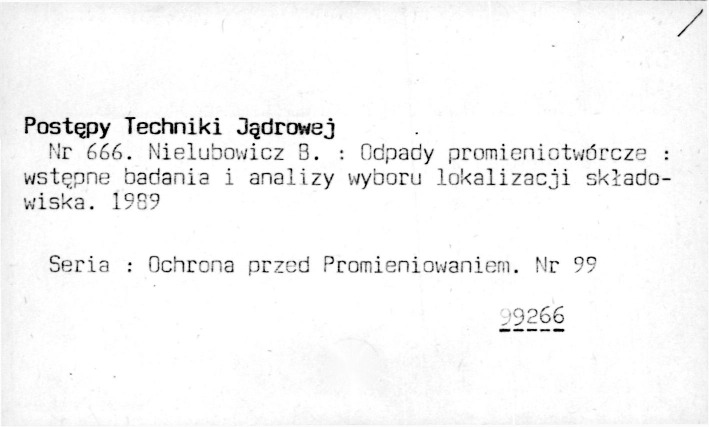 /
Postępy Techniki Jądrowej
Nr 666. Nielubowicz B. : Odpady promieniotwórcze :
wstępne badania i analizy wyboru lokalizacji składo-
wiska. 1989
Seria : Ochrona przed Promieniowaniem. Nr 99
99266